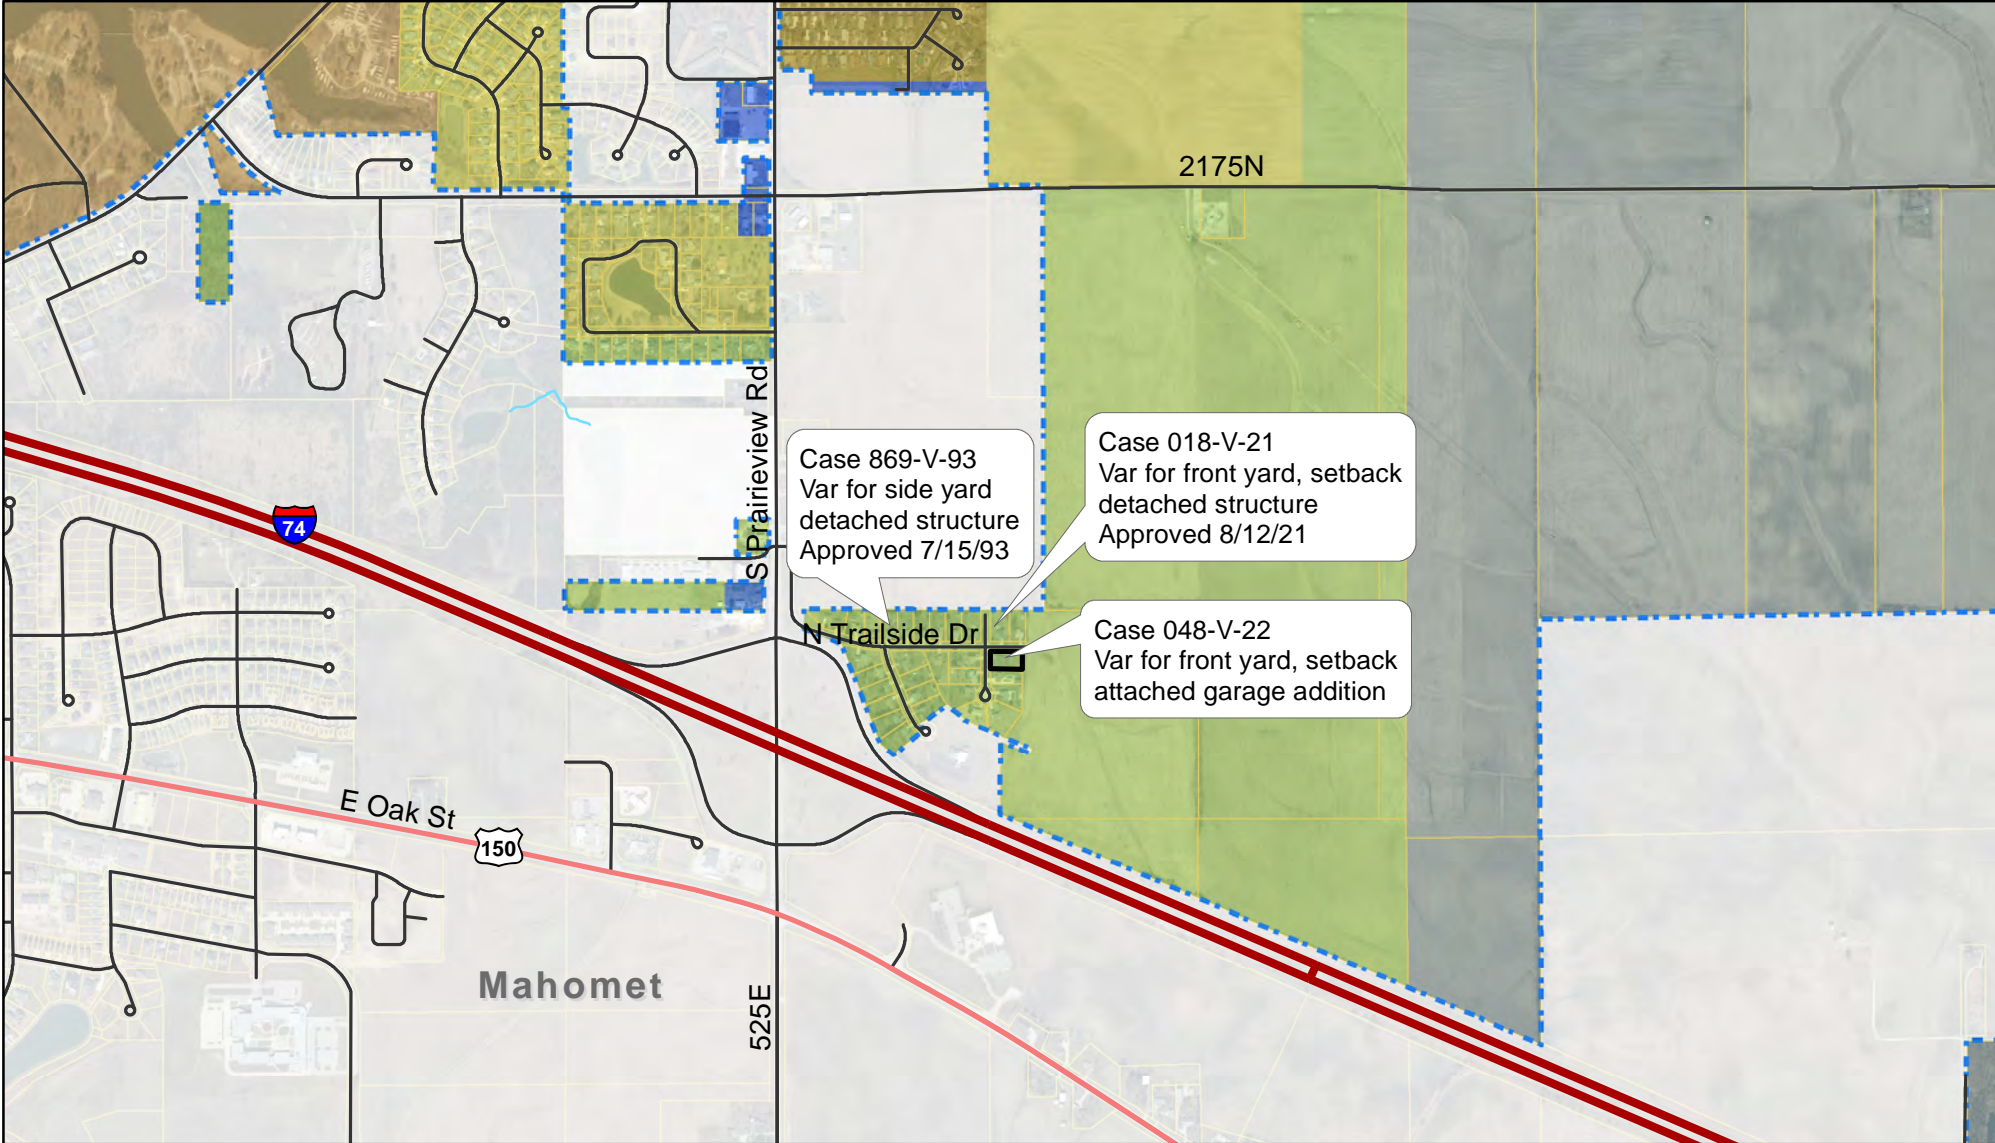 2175N
S Prairieview Rd
Case 869-V-93
Var for side yard
detached structure
Approved 7/15/93
Case 018-V-21
Var for front yard, setback
detached structure
Approved 8/12/21
74
N Trailside Dr
Case 048-V-22
Var for front yard, setback
attached garage addition
E Oak St
150
Mahomet
525E